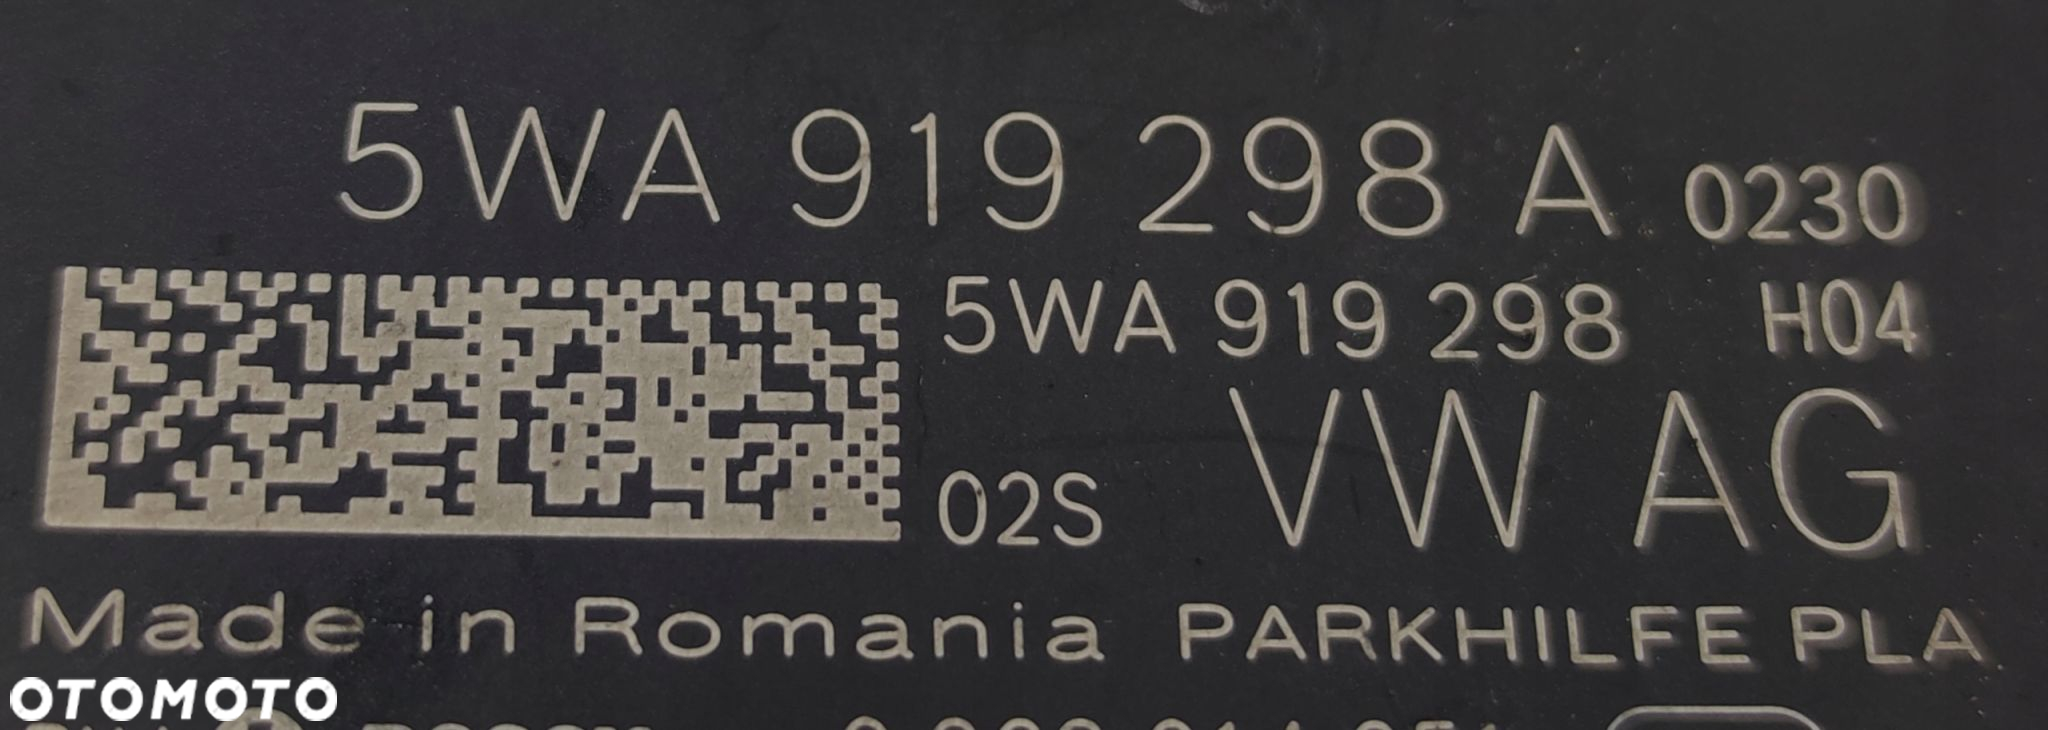 5WA 919 298 A 0230
5WA 919 298 H04
02S VW AG
Made in Romania PARKHILFE PLA
OTOMOTO